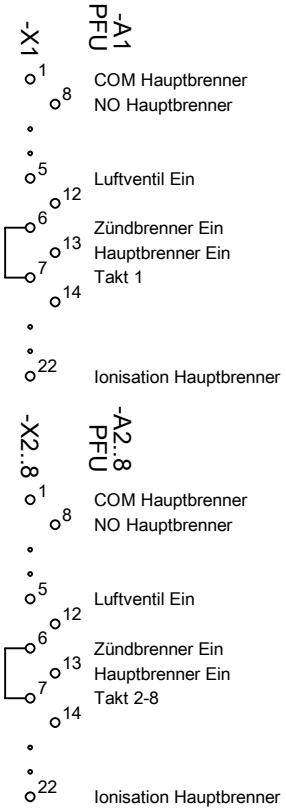 -A1
PFU
-X1
1 COM Hauptbrenner
8 NO Hauptbrenner
5 Luftventil Ein
12
6 Zündbrenner Ein
13 Hauptbrenner Ein
7 Takt 1
14
22 Ionisation Hauptbrenner
-A2..8
PFU
-X2..8
1 COM Hauptbrenner
8 NO Hauptbrenner
5 Luftventil Ein
12
6 Zündbrenner Ein
13 Hauptbrenner Ein
7 Takt 2-8
14
22 Ionisation Hauptbrenner